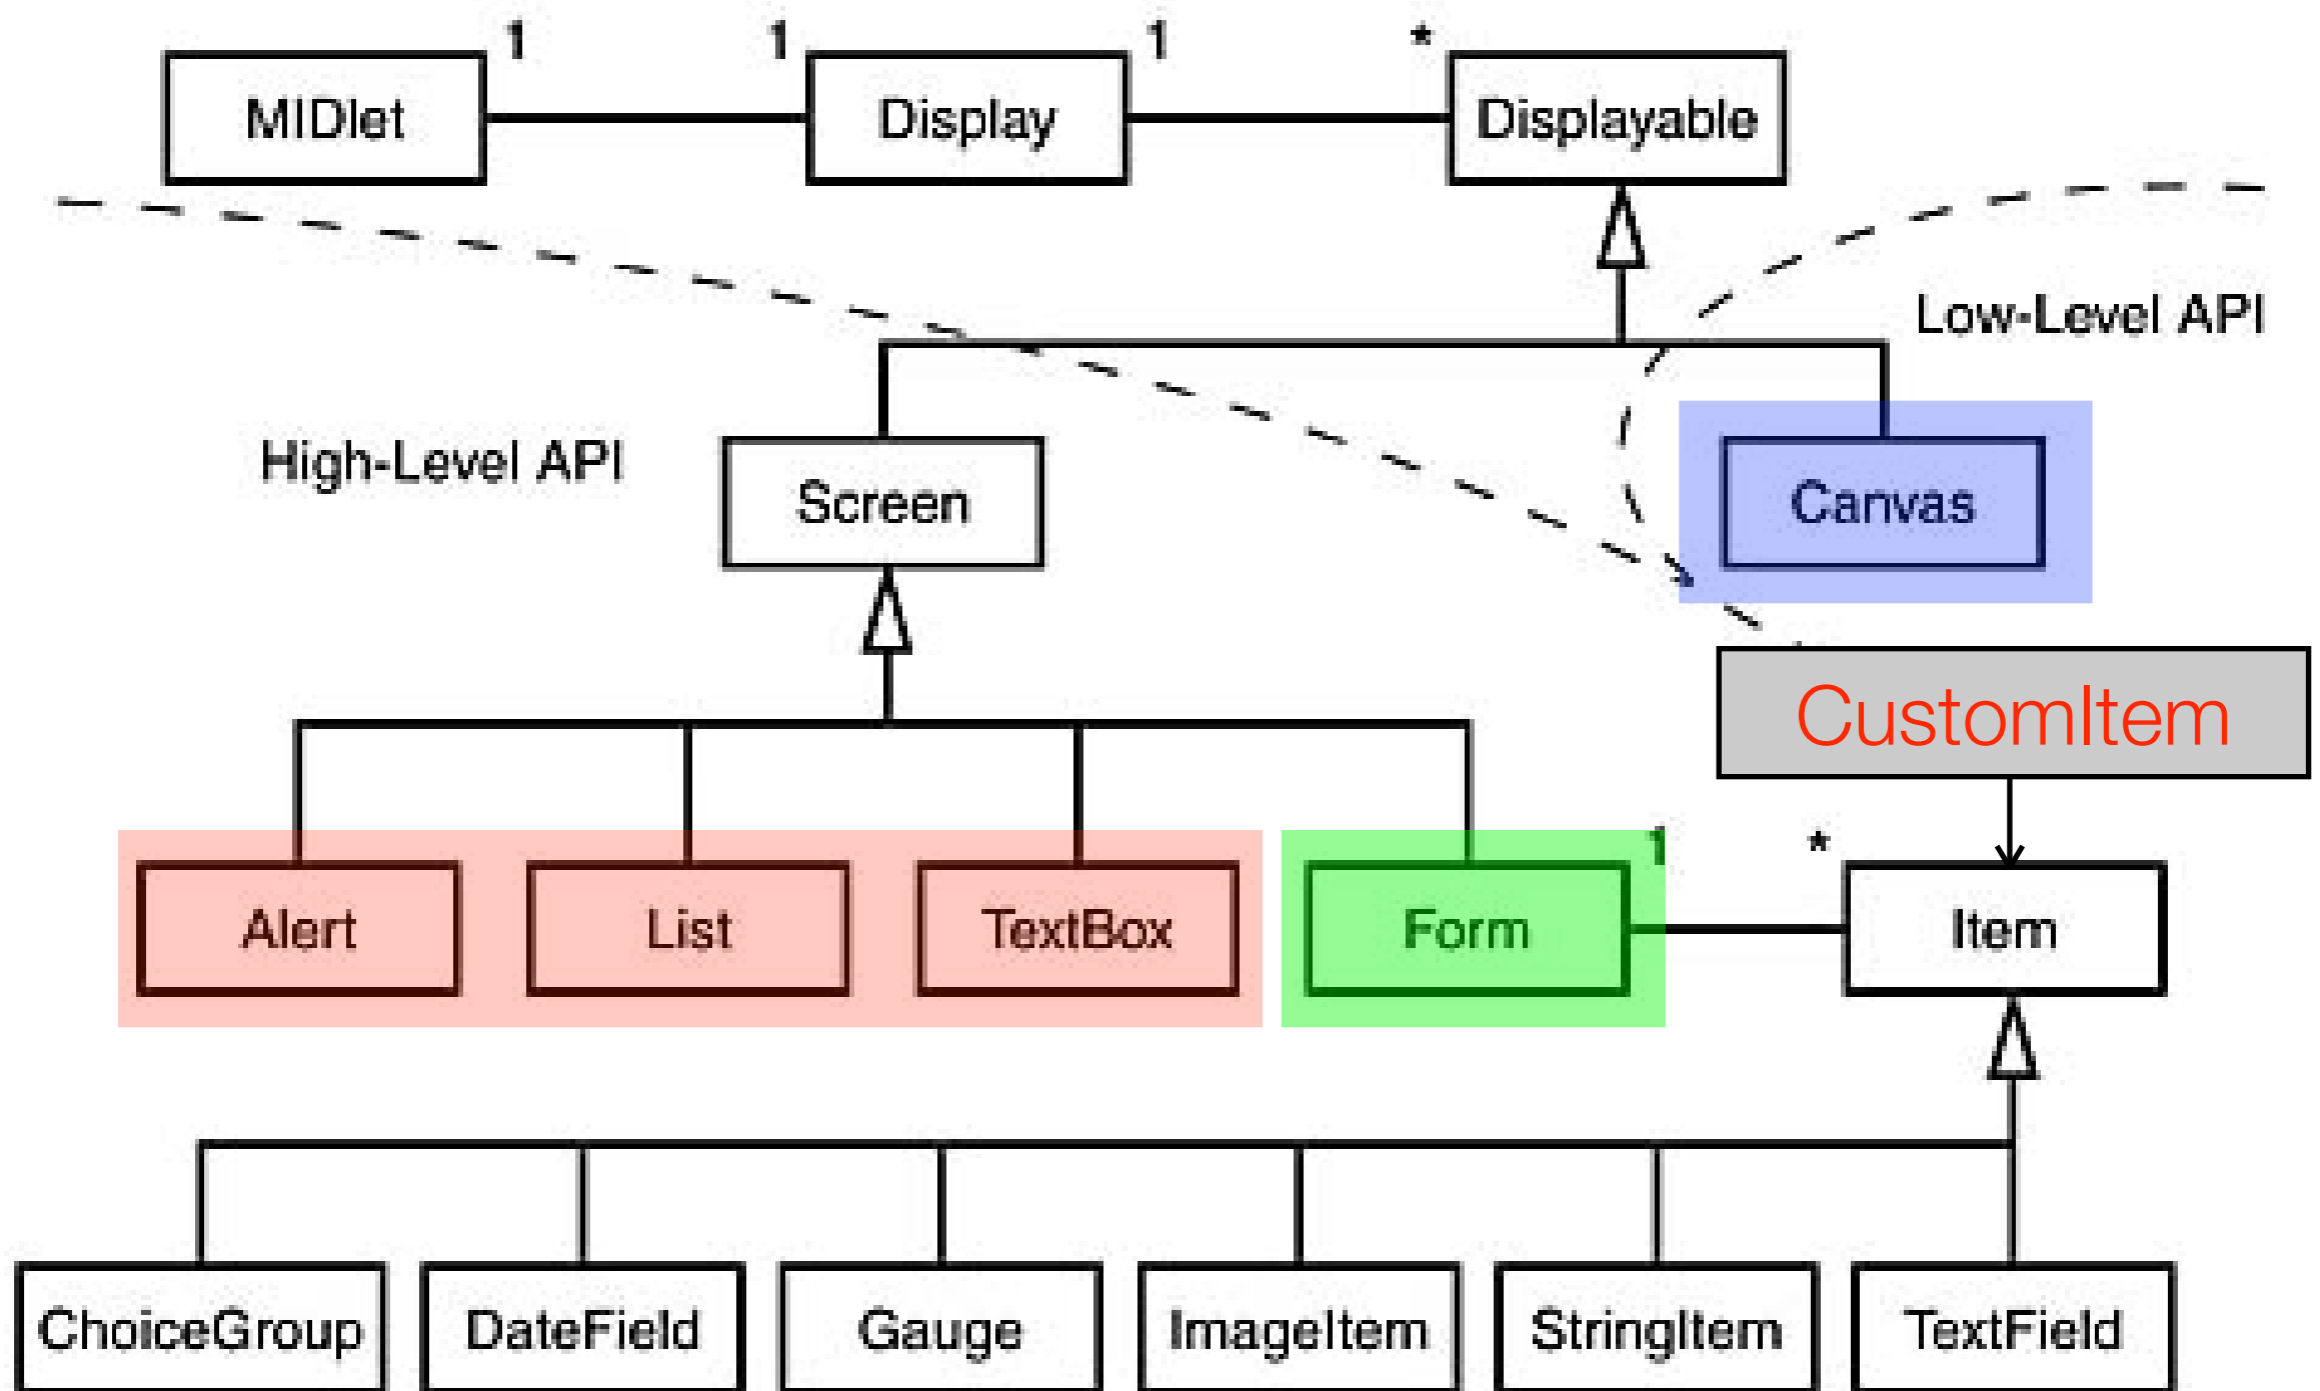 1 1 1 *
MIDlet Display Displayable
Low-Level API
High-Level API
Screen Canvas
CustomItem
1 *
Alert List TextBox Form Item
ChoiceGroup DateField Gauge ImageItem StringItem TextField